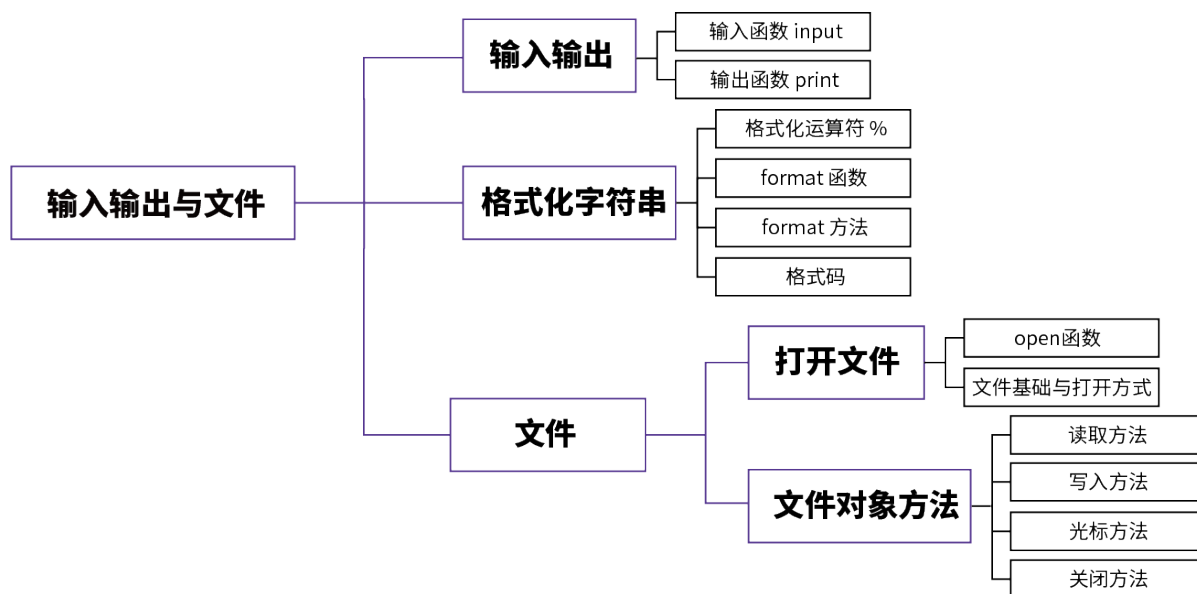 输入输出与文件
输入输出
输入函数 input
输出函数 print
格式化字符串
格式化运算符 %
format 函数
format 方法
格式码
文件
打开文件
open函数
文件基础与打开方式
文件对象方法
读取方法
写入方法
光标方法
关闭方法